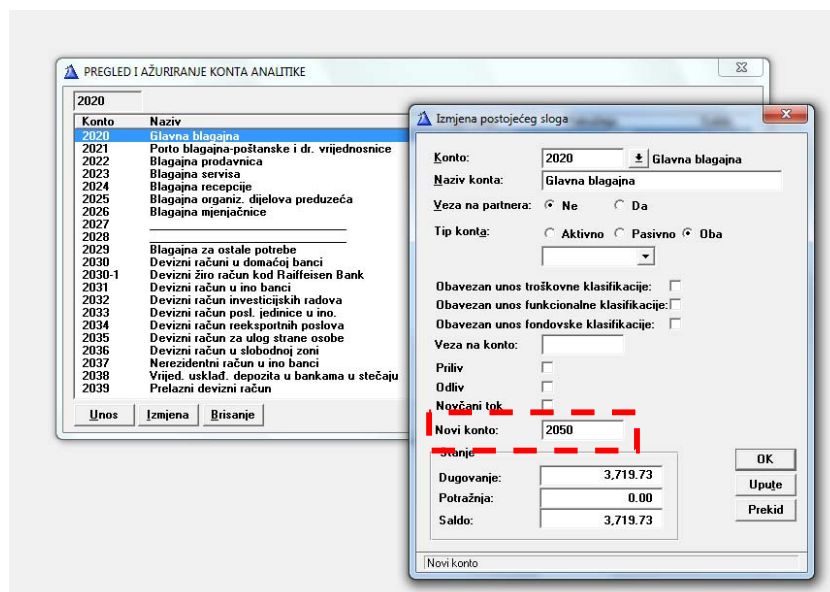 PREGLED I AŽURIRANJE KONTA ANALITIKE
2020
Konto Naziv
2020 Glavna blagajna
2021 Porto blagajna-poštanske i dr. vrijednosnice
2022 Blagajna prodavnica
2023 Blagajna servisa
2024 Blagajna recepcije
2025 Blagajna organiz. dijelova preduzeća
2026 Blagajna mjenjačnice
2027
2028
2029 Blagajna za ostale potrebe
2030 Devizni računi u domaćoj banci
2030-1 Devizni žiro račun kod Raiffeisen Bank
2031 Devizni račun u ino banci
2032 Devizni račun investicijskih radova
2033 Devizni račun posl. jedinice u ino.
2034 Devizni račun reeksportnih poslova
2035 Devizni račun za ulog strane osobe
2036 Devizni račun u slobodnoj zoni
2037 Nerezidentni račun u ino banci
2038 Vrijed. usklađ. depozita u bankama u stečaju
2039 Prelazni devizni račun
Unos Izmjena Brisanje
Izmjena postojećeg sloga
Konto: 2020 Glavna blagajna
Naziv konta: Glavna blagajna
Veza na partnera: Ne Da
Tip konta: Aktivno Pasivno Oba
Obavezan unos troškovne klasifikacije:
Obavezan unos funkcionalne klasifikacije:
Obavezan unos fondovske klasifikacije:
Veza na konto:
Priliv
Odliv
Novčani tok
Novi konto: 2050
Stanje
Dugovanje: 3,719.73
Potražnja: 0.00
Saldo: 3,719.73
OK
Upute
Prekid
Novi konto